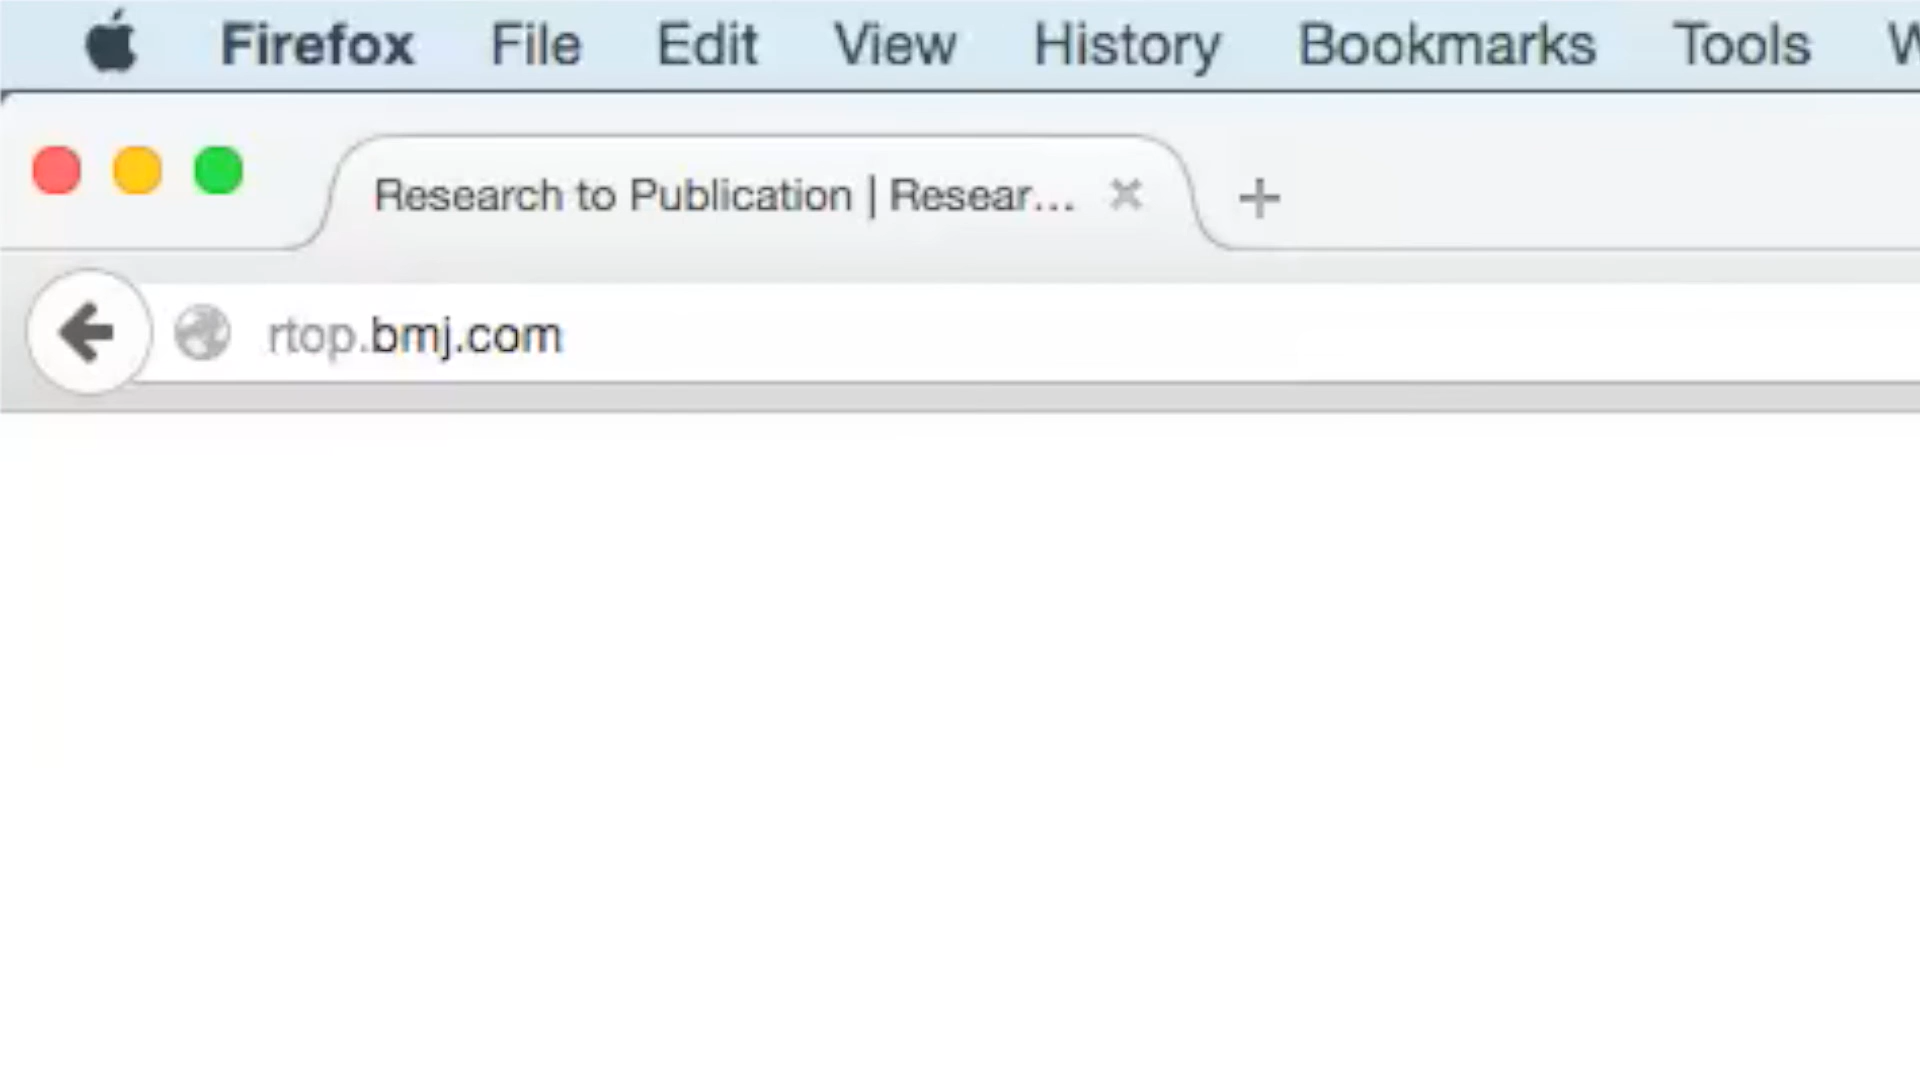 Firefox File Edit View History Bookmarks Tools
Research to Publication | Resear...
rtop.bmj.com